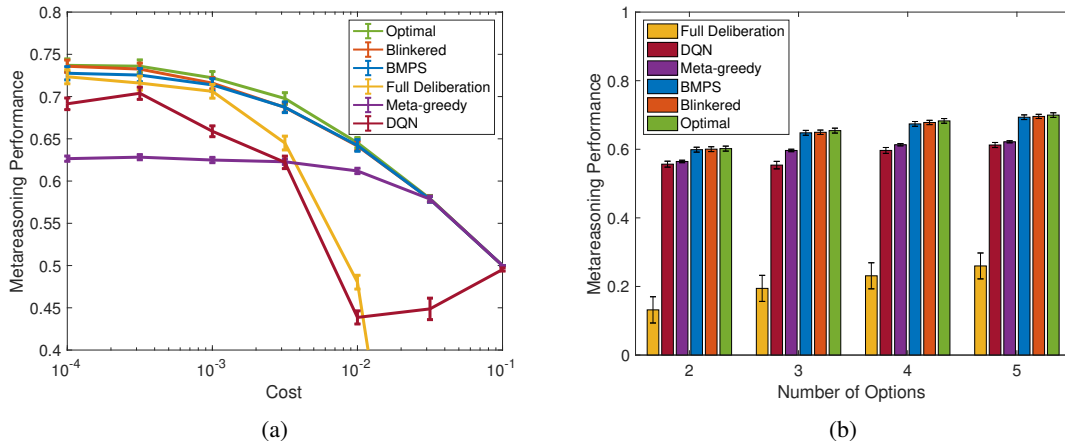 0.8
0.75
0.7
0.65
0.6
0.55
0.5
0.45
0.4
Metareasoning Performance
10^-4
10^-3
10^-2
10^-1
Cost
Optimal
Blinkered
BMPS
Full Deliberation
Meta-greedy
DQN
(a)
1
0.8
0.6
0.4
0.2
0
Metareasoning Performance
2
3
4
5
Number of Options
Full Deliberation
DQN
Meta-greedy
BMPS
Blinkered
Optimal
(b)